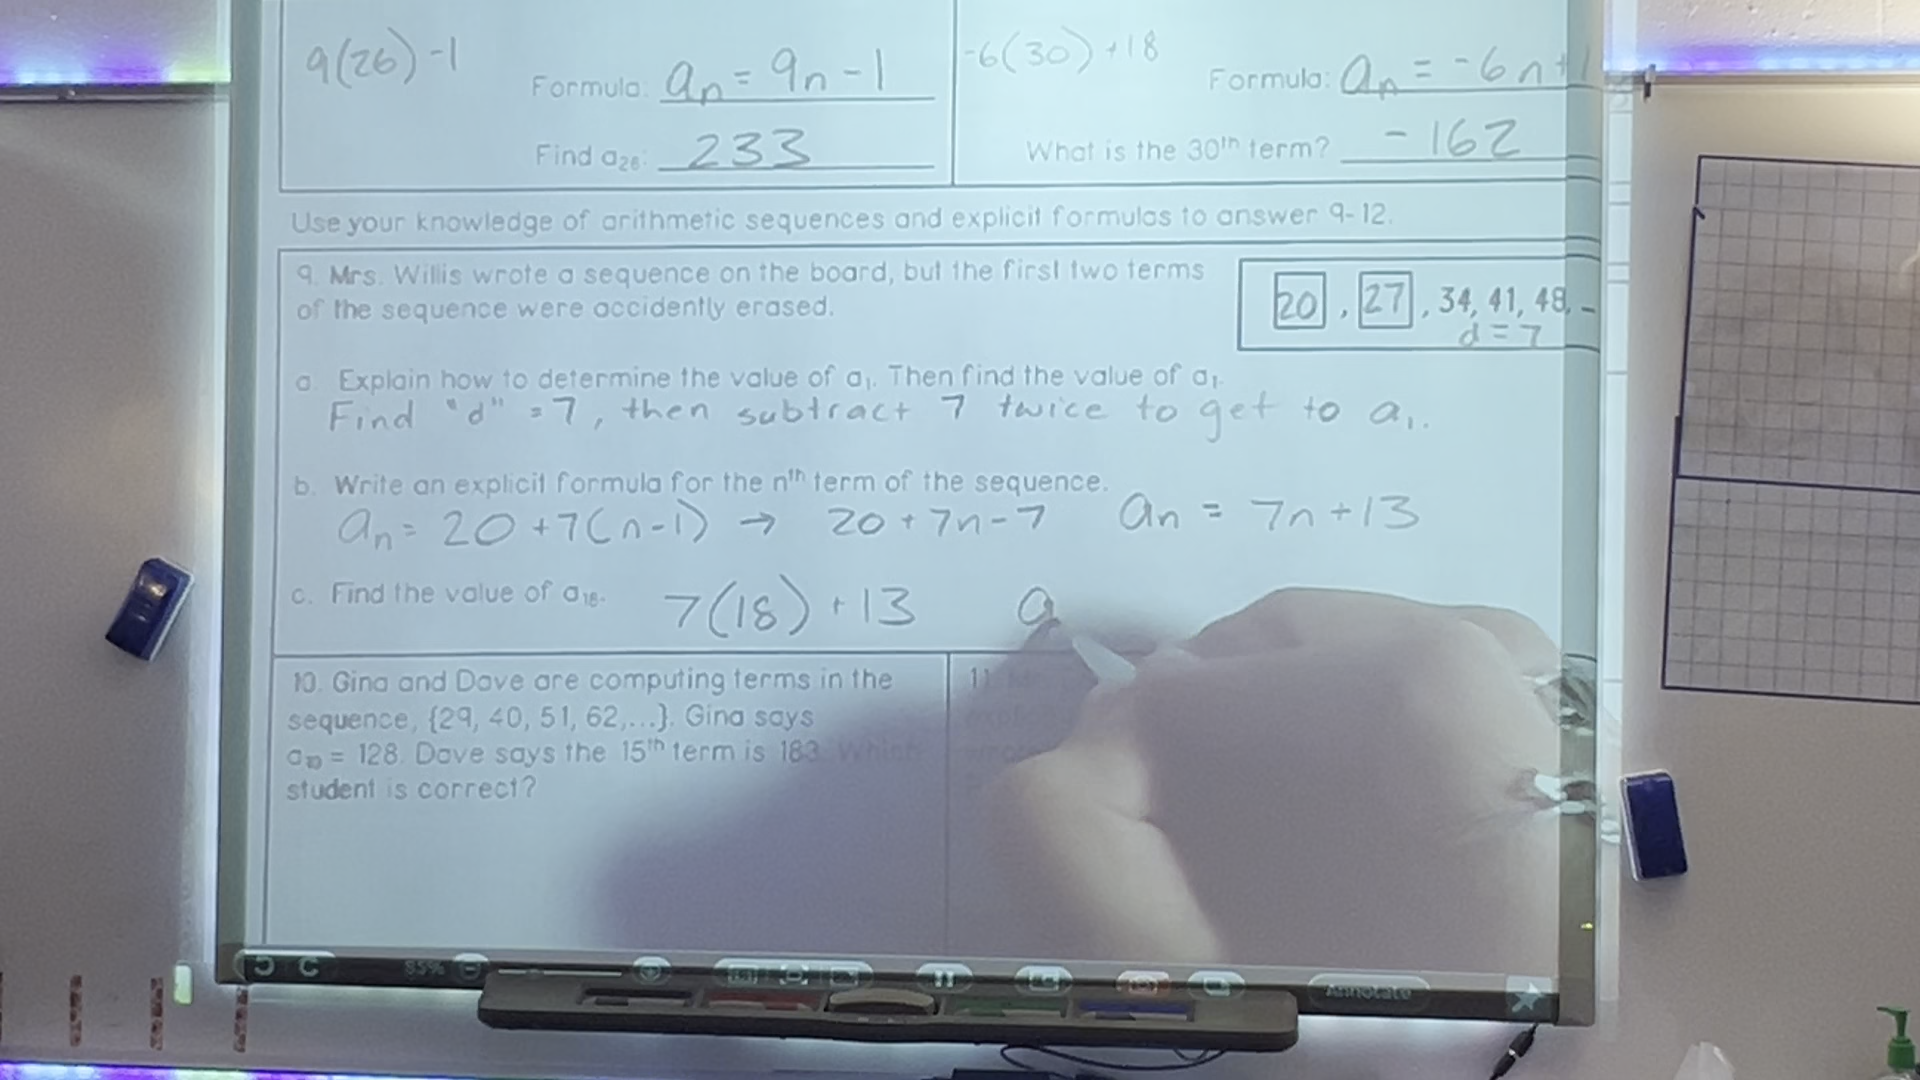 9(26) -1
Formula: aₙ = 9n - 1
Find a₂₆: 233
-6(30) +18
Formula: aₙ = -6n+1
What is the 30ᵗʰ term? -162
Use your knowledge of arithmetic sequences and explicit formulas to answer 9-12.
9. Mrs. Willis wrote a sequence on the board, but the first two terms
of the sequence were accidently erased.
20, 27, 34, 41, 48,
d = 7
a. Explain how to determine the value of a₁. Then find the value of a₁.
Find "d" = 7, then subtract 7 twice to get to a₁.
b. Write an explicit formula for the nᵗʰ term of the sequence.
aₙ = 20 +7(n-1) → 20 + 7n - 7 aₙ = 7n + 13
c. Find the value of a₁₈. 7(18) + 13 a
10. Gina and Dave are computing terms in the
sequence, {29, 40, 51, 62,...}. Gina says
a₁₀ = 128. Dave says the 15ᵗʰ term is 183. Which
student is correct?
11
85%
Annotate